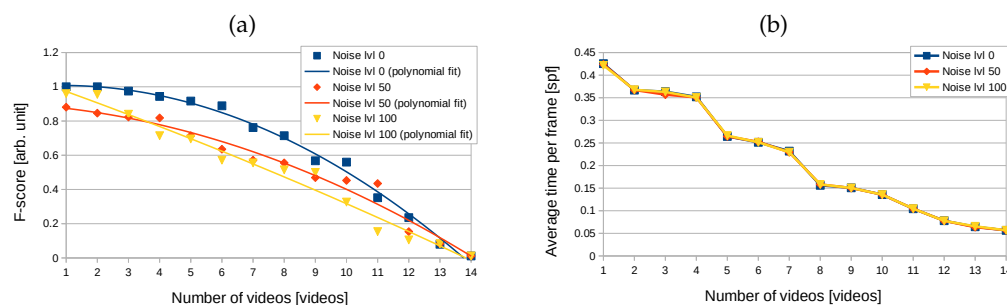 (a)
F-score [arb. unit]
1.2
1
0.8
0.6
0.4
0.2
0
1 2 3 4 5 6 7 8 9 10 11 12 13 14
Number of videos [videos]
Noise lvl 0
Noise lvl 0 (polynomial fit)
Noise lvl 50
Noise lvl 50 (polynomial fit)
Noise lvl 100
Noise lvl 100 (polynomial fit)
(b)
Average time per frame [spf]
0.45
0.4
0.35
0.3
0.25
0.2
0.15
0.1
0.05
0
1 2 3 4 5 6 7 8 9 10 11 12 13 14
Number of videos [videos]
Noise lvl 0
Noise lvl 50
Noise lvl 100